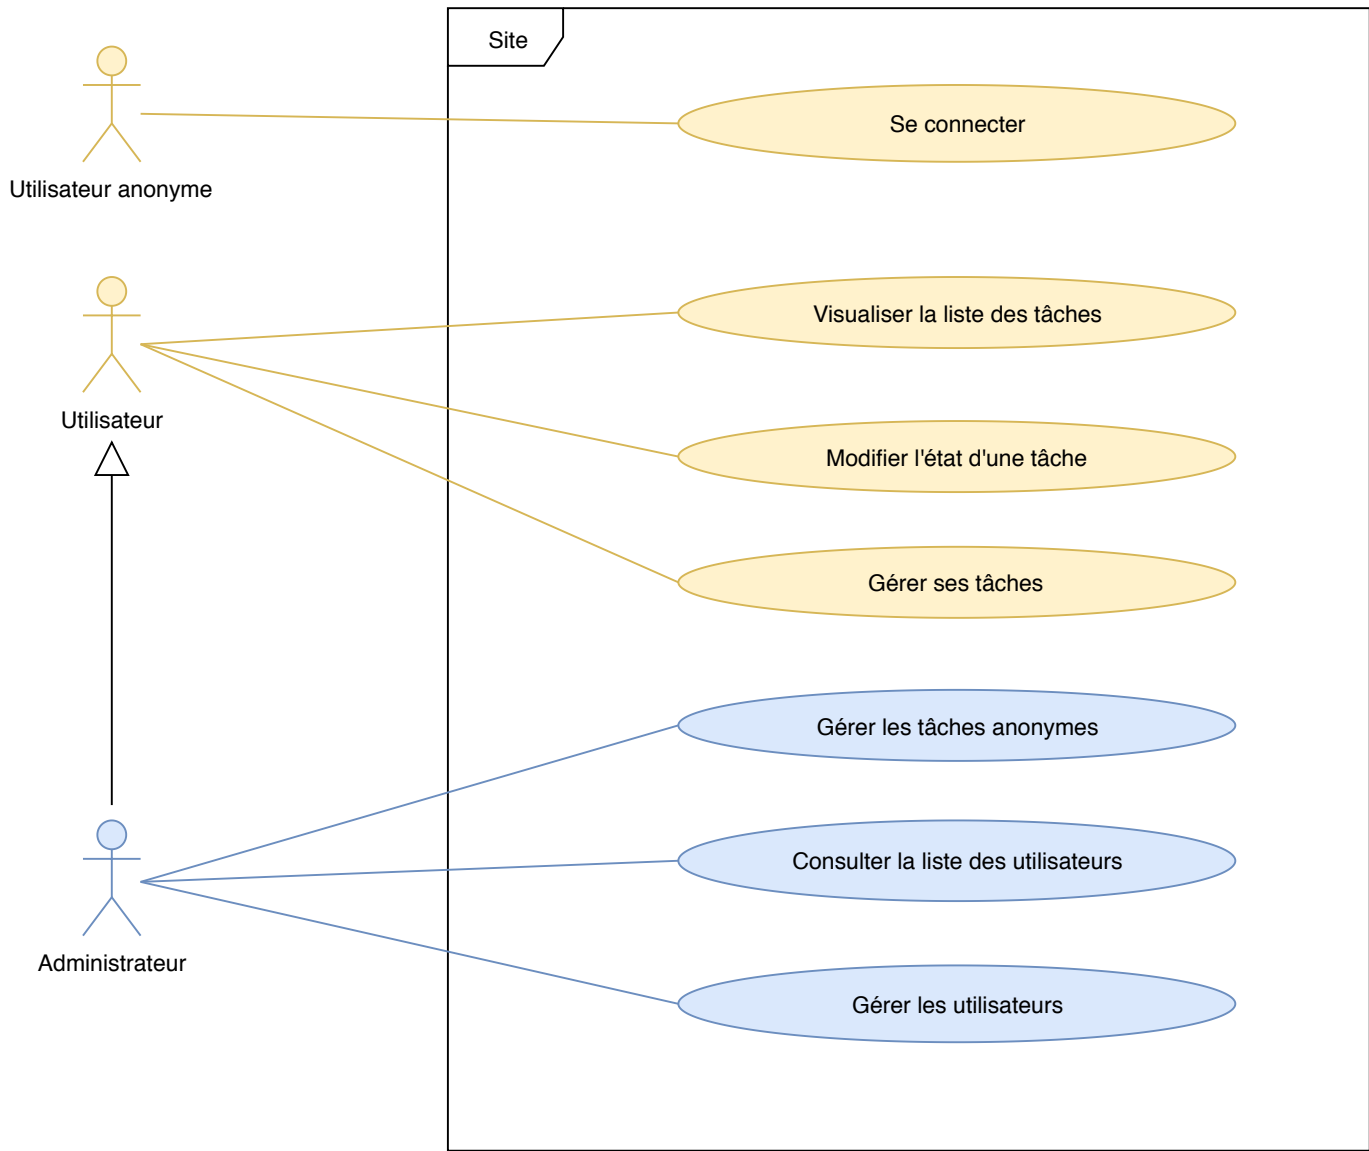 Site
Utilisateur anonyme
Se connecter
Utilisateur
Visualiser la liste des tâches
Modifier l'état d'une tâche
Gérer ses tâches
Administrateur
Gérer les tâches anonymes
Consulter la liste des utilisateurs
Gérer les utilisateurs